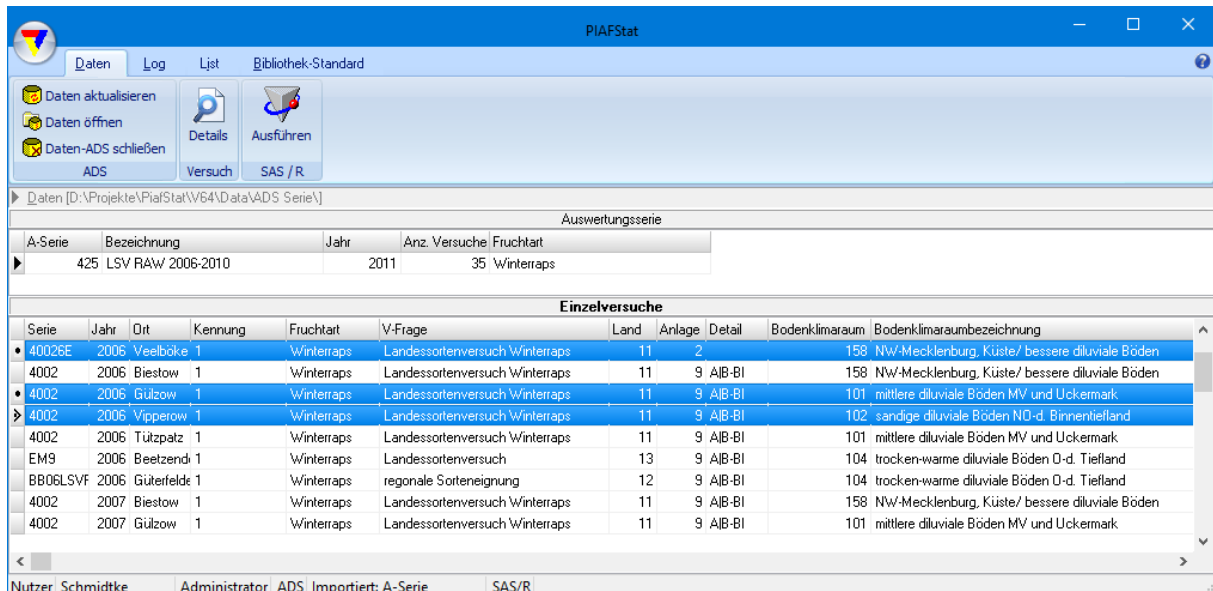 PIAFStat
Daten Log List Bibliothek-Standard
Daten aktualisieren
Daten öffnen
Daten-ADS schließen
Details
Ausführen
ADS Versuch SAS / R
Daten [D:\Projekte\PiafStat\V64\Data\ADS Serie\]
Auswertungsserie
A-Serie Bezeichnung Jahr Anz. Versuche Fruchtart
425 LSV RAW 2006-2010 2011 35 Winterraps
Einzelversuche
Serie Jahr Ort Kennung Fruchtart V-Frage Land Anlage Detail Bodenklimaraum Bodenklimaraumbezeichnung
40026E 2006 Veelböke 1 Winterraps Landessortenversuch Winterraps 11 2 158 NW-Mecklenburg, Küste/ bessere diluviale Böden
4002 2006 Biestow 1 Winterraps Landessortenversuch Winterraps 11 9 A|B-BI 158 NW-Mecklenburg, Küste/ bessere diluviale Böden
4002 2006 Gülzow 1 Winterraps Landessortenversuch Winterraps 11 9 A|B-BI 101 mittlere diluviale Böden MV und Uckermark
4002 2006 Vipperow 1 Winterraps Landessortenversuch Winterraps 11 9 A|B-BI 102 sandige diluviale Böden NO-d. Binnentiefland
4002 2006 Tützpatz 1 Winterraps Landessortenversuch Winterraps 11 9 A|B-BI 101 mittlere diluviale Böden MV und Uckermark
EM9 2006 Beetzend 1 Winterraps Landessortenversuch 13 9 A|B-BI 104 trocken-warme diluviale Böden O-d. Tiefland
BB06LSVF 2006 Güterfelde 1 Winterraps regonale Sorteneignung 12 9 A|B-BI 104 trocken-warme diluviale Böden O-d. Tiefland
4002 2007 Biestow 1 Winterraps Landessortenversuch Winterraps 11 9 A|B-BI 158 NW-Mecklenburg, Küste/ bessere diluviale Böden
4002 2007 Gülzow 1 Winterraps Landessortenversuch Winterraps 11 9 A|B-BI 101 mittlere diluviale Böden MV und Uckermark
Nutzer Schmidtke Administrator ADS Importiert: A-Serie SAS/R